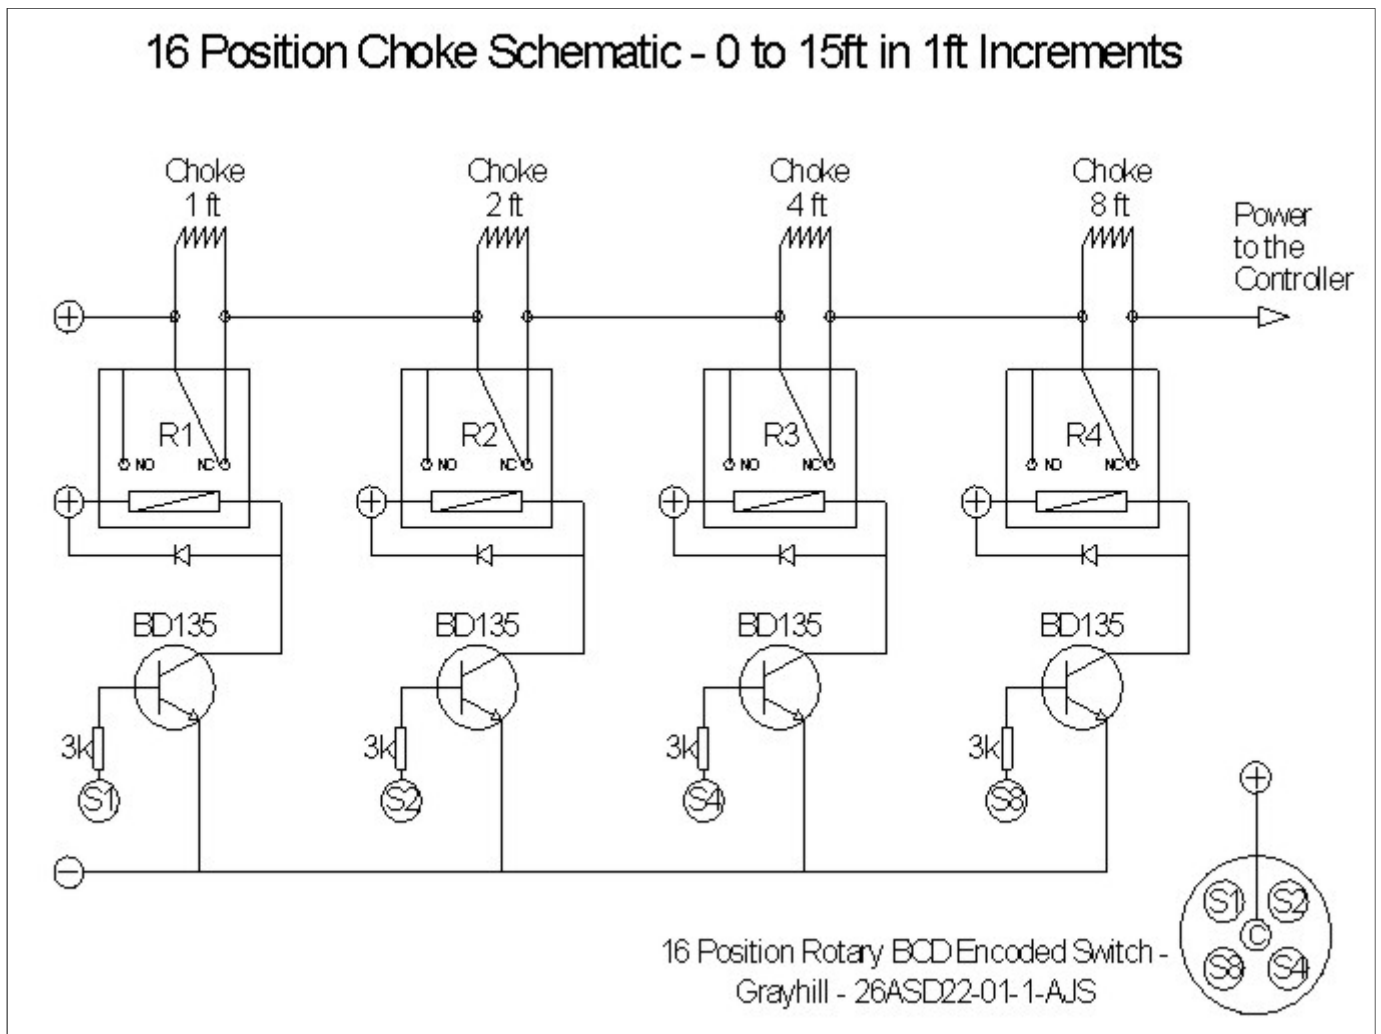 16 Position Choke Schematic - 0 to 15ft in 1ft Increments
Choke
1 ft
Choke
2 ft
Choke
4 ft
Choke
8 ft
Power
to the
Controller
+
R1
NO NC
R2
NO NC
R3
NO NC
R4
NO NC
+
+
+
+
BD135
BD135
BD135
BD135
3k
3k
3k
3k
S1
S2
S4
S8
+
−
S1 S2
C
S8 S4
16 Position Rotary BCD Encoded Switch -
Grayhill - 26ASD22-01-1-AJS